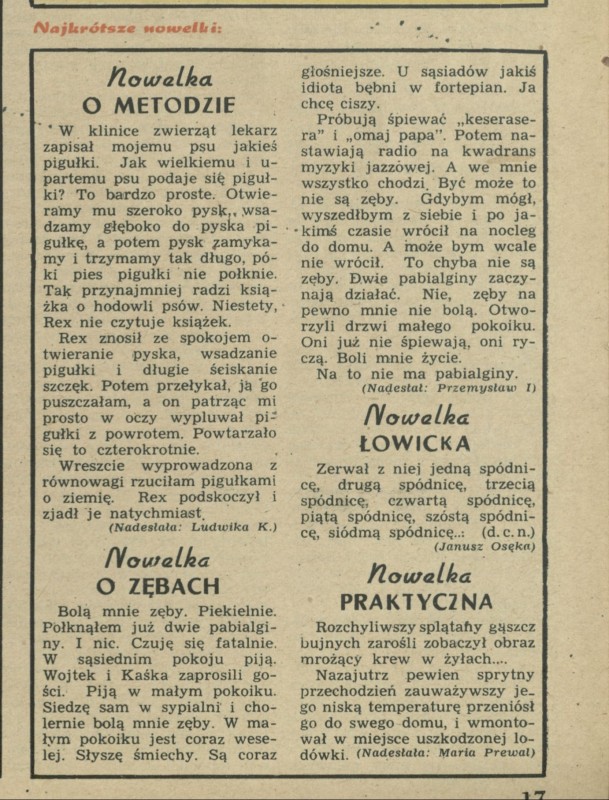 Najkrótsze nowelki:
Nowelka
O METODZIE
W klinice zwierząt lekarz
zapisał mojemu psu jakieś
pigułki. Jak wielkiemu i u-
partemu psu podaje się piguł-
ki? To bardzo proste. Otwie-
ramy mu szeroko pysk, wsa-
dzamy głęboko do pyska pi-
gułkę, a potem pysk zamyka-
my i trzymamy tak długo, pó-
ki pies pigułki nie połknie.
Tak przynajmniej radzi ksią-
żka o hodowli psów. Niestety,
Rex nie czytuje książek.
Rex znosił ze spokojem o-
twieranie pyska, wsadzanie
pigułki i długie ściskanie
szczęk. Potem przełykał, ja go
puszczałam, a on patrząc mi
prosto w oczy wypluwał pi-
gułki z powrotem. Powtarzało
się to czterokrotnie.
Wreszcie wyprowadzona z
równowagi rzuciłam pigułkami
o ziemię. Rex podskoczył i
zjadł je natychmiast.
(Nadesłała: Ludwika K.)
Nowelka
O ZĘBACH
Bolą mnie zęby. Piekielnie.
Połknąłem już dwie pabialgi-
ny. I nic. Czuję się fatalnie.
W sąsiednim pokoju piją.
Wojtek i Kaśka zaprosili go-
ści. Piją w małym pokoiku.
Siedzę sam w sypialni i cho-
lernie bolą mnie zęby. W ma-
łym pokoiku jest coraz wese-
lej. Słyszę śmiechy. Są coraz
głośniejsze. U sąsiadów jakiś
idiota bębni w fortepian. Ja
chcę ciszy.
Próbują śpiewać „keserase-
ra" i „omaj papa". Potem na-
stawiają radio na kwadrans
myzyki jazzówej. A we mnie
wszystko chodzi. Być może to
nie są zęby. Gdybym mógł,
wyszedłbym z siebie i po ja-
kimś czasie wrócił na nocleg
do domu. A może bym wcale
nie wrócił. To chyba nie są
zęby. Dwie pabialginy zaczy-
nają działać. Nie, zęby na
pewno mnie nie bolą. Otwo-
rzyli drzwi małego pokoiku.
Oni już nie śpiewają, oni ry-
czą. Boli mnie życie.
Na to nie ma pabialginy.
(Nadesłał: Przemysław I)
Nowelka
ŁOWICKA
Zerwał z niej jedną spódni-
cę, drugą spódnicę, trzecią
spódnicę, czwartą spódnicę,
piątą spódnicę, szóstą spódni-
cę, siódmą spódnicę..: (d.c.n.)
(Janusz Osęka)
Nowelka
PRAKTYCZNA
Rozchyliwszy splątany gąszcz
bujnych zarośli zobaczył obraz
mrożący krew w żyłach....
Nazajutrz pewien sprytny
przechodzień zauważywszy je-
go niską temperaturę przeniósł
go do swego domu, i wmonto-
wał w miejsce uszkodzonej lo-
dówki. (Nadesłała: Maria Prewal)
17